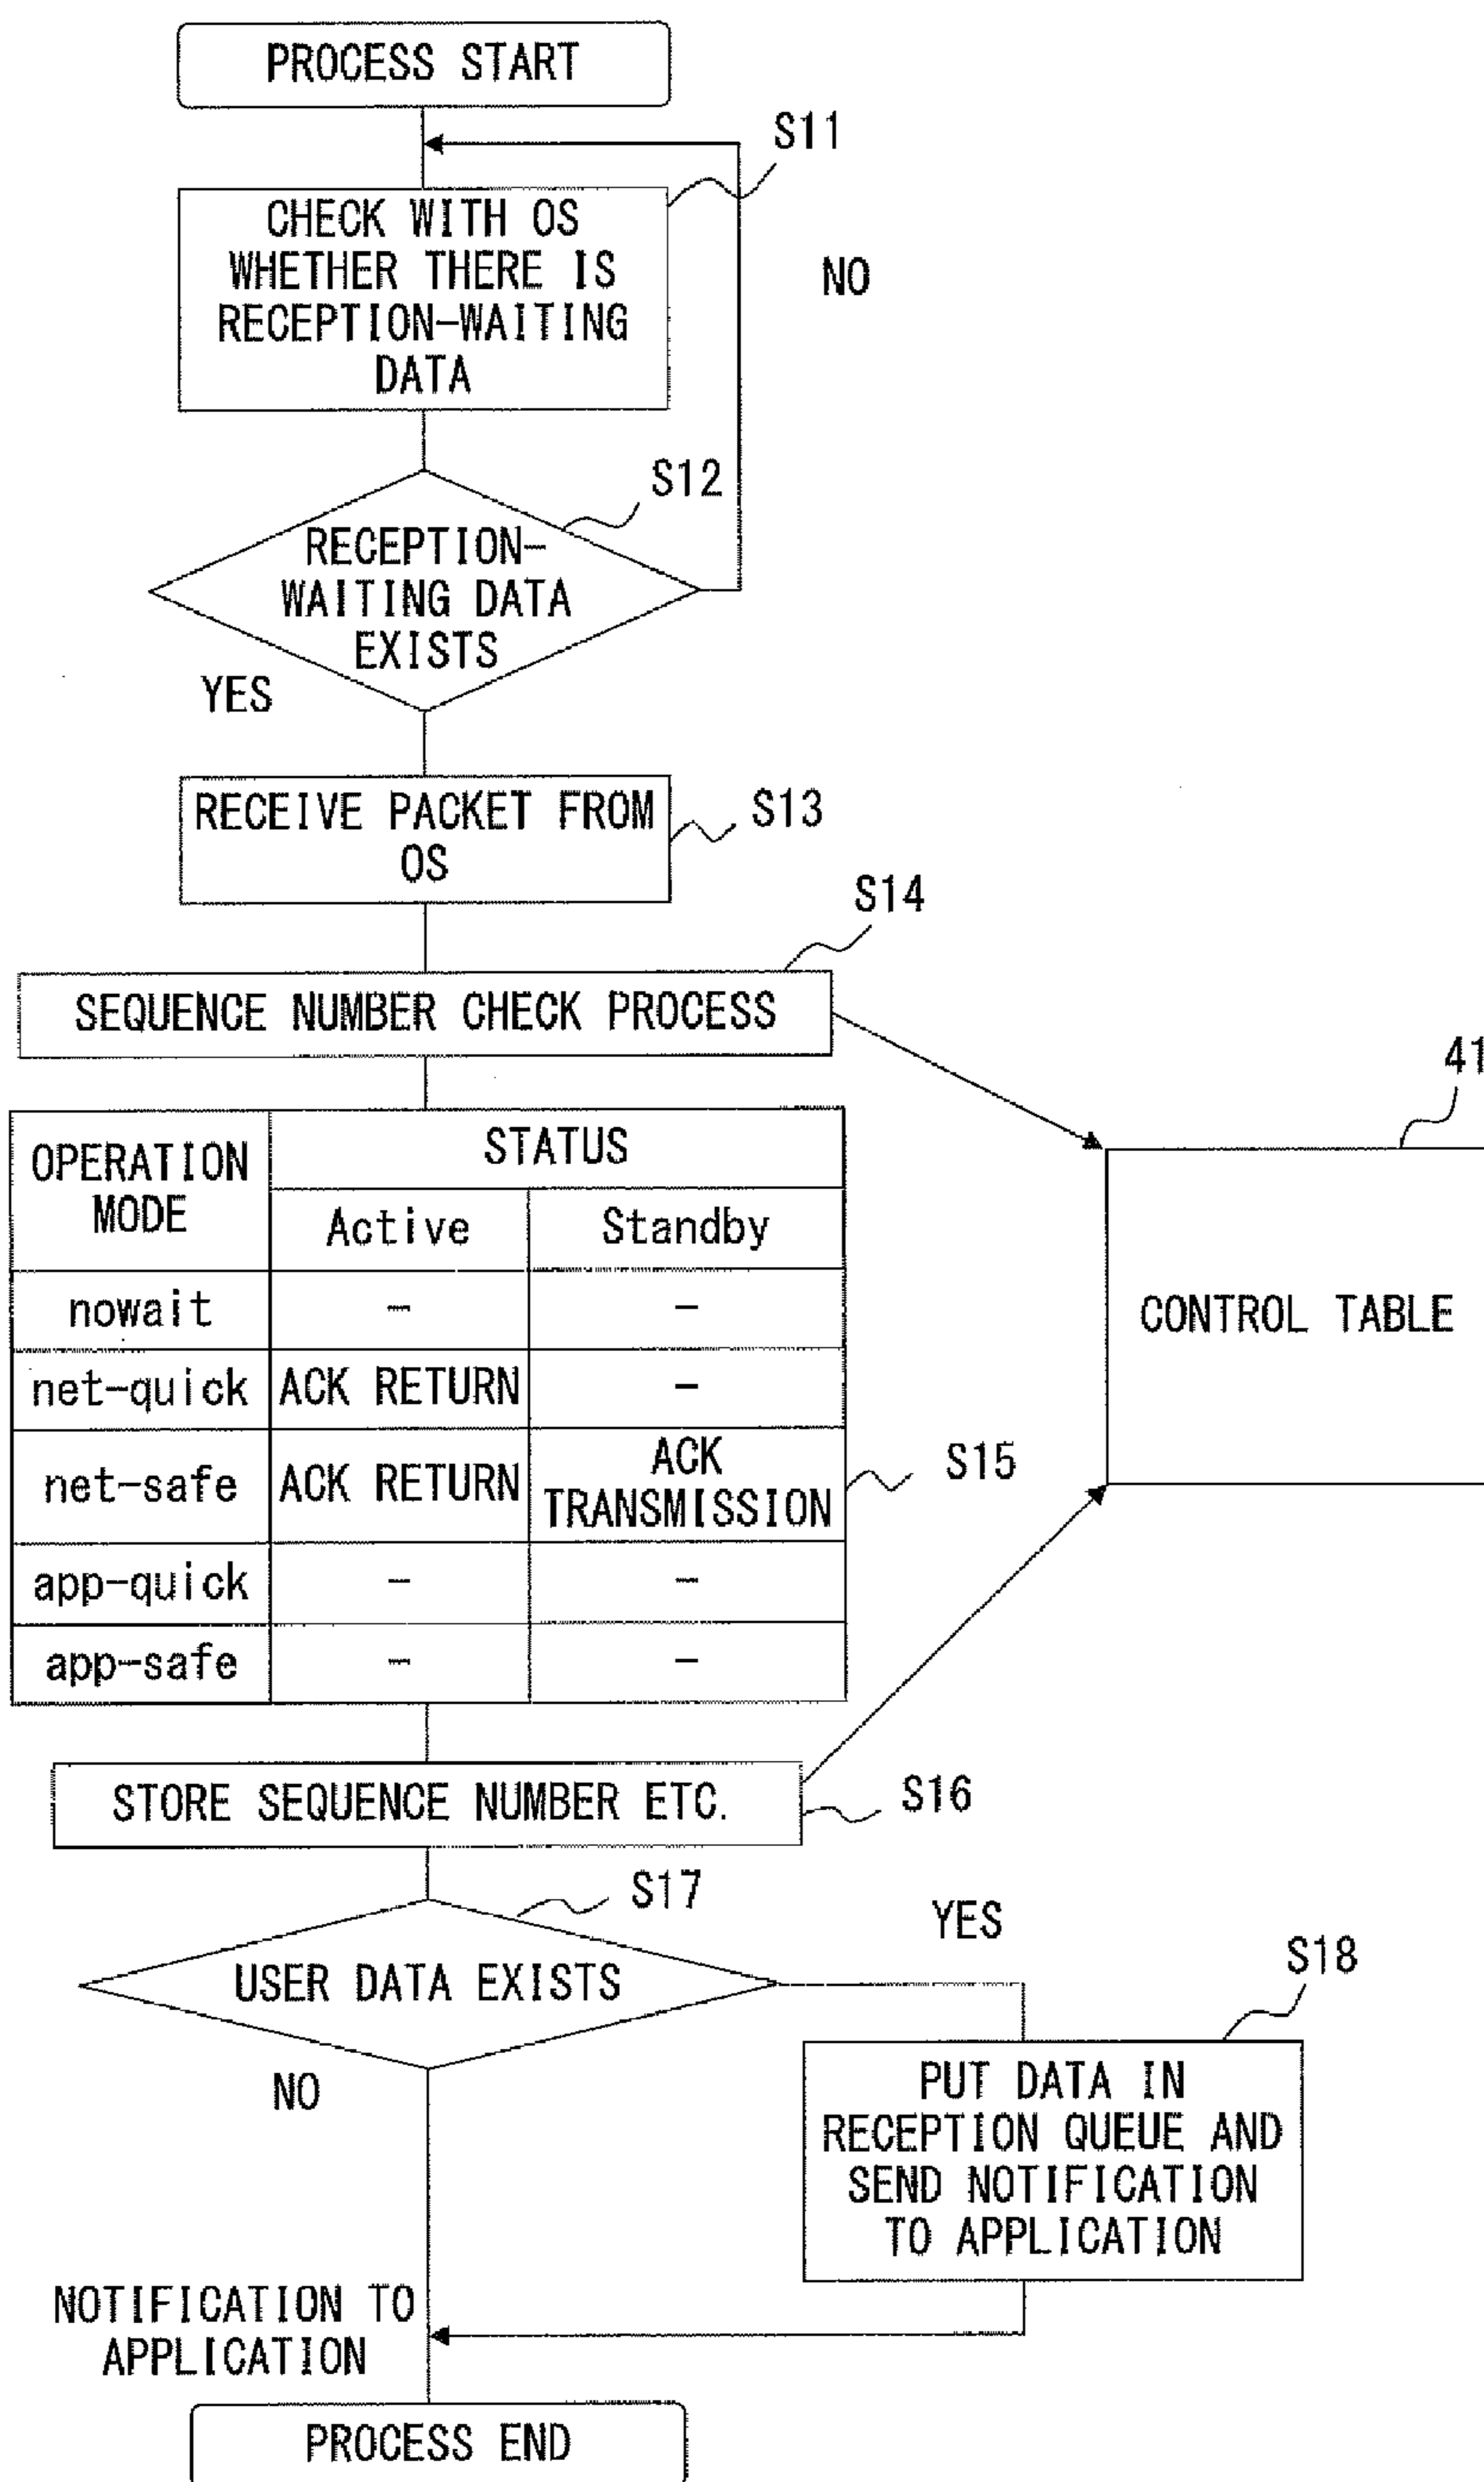 PROCESS START
S11
CHECK WITH OS
WHETHER THERE IS
RECEPTION-WAITING
DATA
NO
S12
RECEPTION-
WAITING DATA
EXISTS
YES
RECEIVE PACKET FROM
OS
S13
S14
SEQUENCE NUMBER CHECK PROCESS
41
CONTROL TABLE
OPERATION
MODE
STATUS
Active Standby
nowait - -
net-quick ACK RETURN -
net-safe ACK RETURN ACK
TRANSMISSION
S15
app-quick - -
app-safe - -
STORE SEQUENCE NUMBER ETC.
S16
S17
USER DATA EXISTS
YES
S18
NO
PUT DATA IN
RECEPTION QUEUE AND
SEND NOTIFICATION
TO APPLICATION
NOTIFICATION TO
APPLICATION
PROCESS END